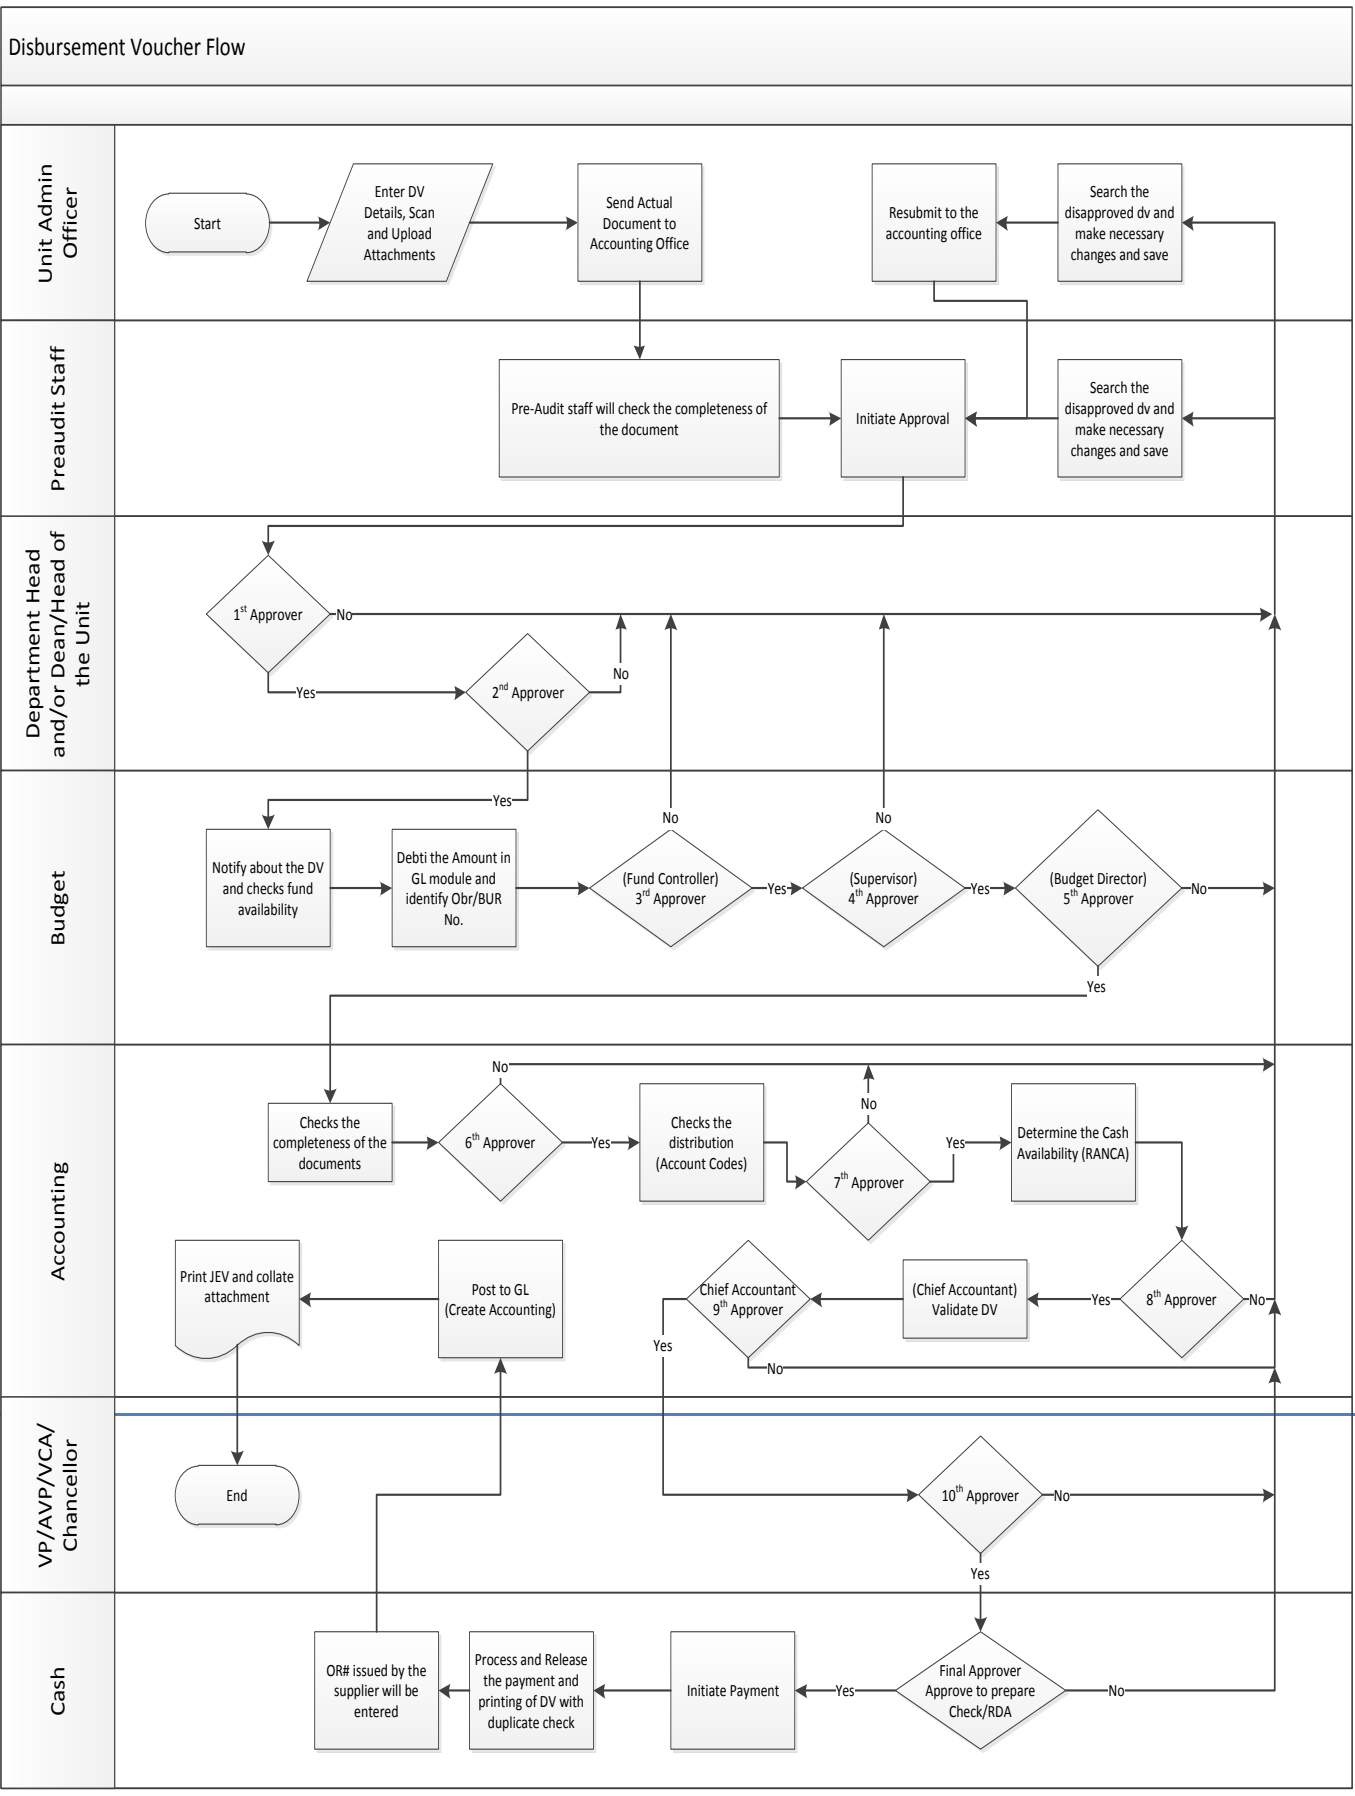 Disbursement Voucher Flow
Unit Admin
Officer
Start
Enter DV
Details, Scan
and Upload
Attachments
Send Actual
Document to
Accounting Office
Resubmit to the
accounting office
Search the
disapproved dv and
make necessary
changes and save
Preaudit Staff
Pre-Audit staff will check the completeness of
the document
Initiate Approval
Search the
disapproved dv and
make necessary
changes and save
Department Head
and/or Dean/Head of
the Unit
1st Approver
No
Yes
2nd Approver
No
Yes
Budget
Notify about the DV
and checks fund
availability
Debti the Amount in
GL module and
identify Obr/BUR
No.
No
(Fund Controller)
3rd Approver
Yes
No
(Supervisor)
4th Approver
Yes
(Budget Director)
5th Approver
No
Yes
Accounting
Checks the
completeness of the
documents
No
6th Approver
Yes
Checks the
distribution
(Account Codes)
No
7th Approver
Yes
Determine the Cash
Availability (RANCA)
8th Approver
No
Yes
(Chief Accountant)
Validate DV
Chief Accountant
9th Approver
No
Yes
Post to GL
(Create Accounting)
Print JEV and collate
attachment
VP/AVP/VCA/
Chancellor
End
10th Approver
No
Yes
Cash
Final Approver
Approve to prepare
Check/RDA
No
Yes
Initiate Payment
Process and Release
the payment and
printing of DV with
duplicate check
OR# issued by the
supplier will be
entered